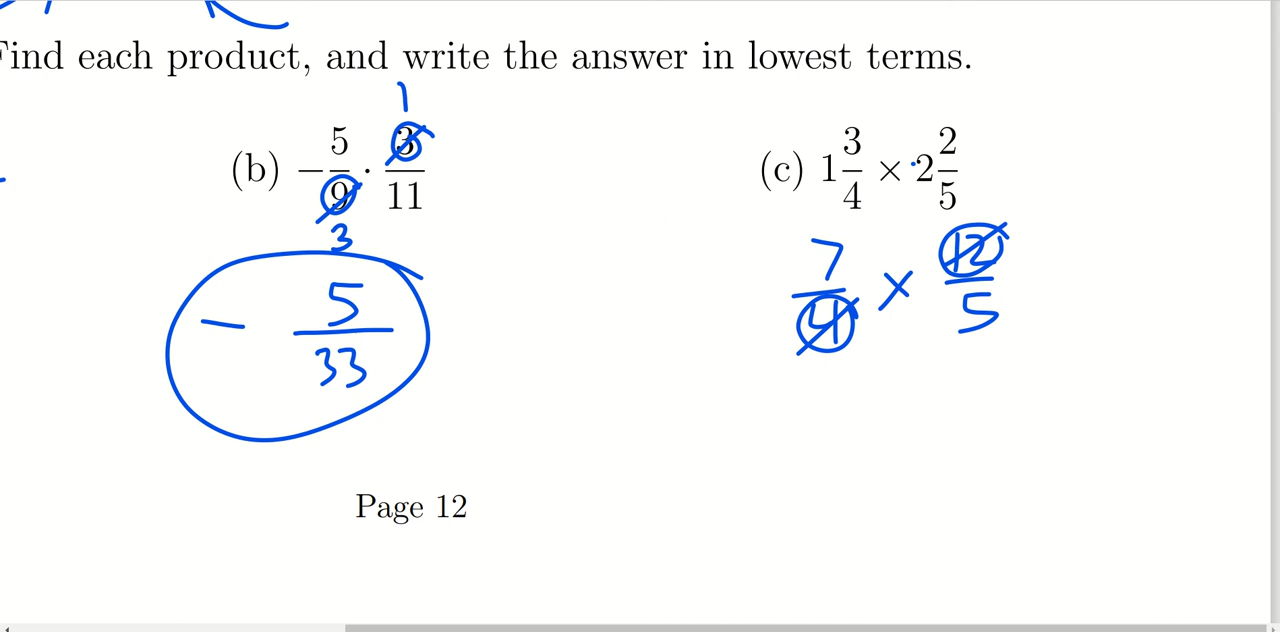 Find each product, and write the answer in lowest terms.
1
(b) −5/9 · 3/11
3
− 5/33
(c) 1 3/4 × 2 2/5
7/4 × 12/5
Page 12